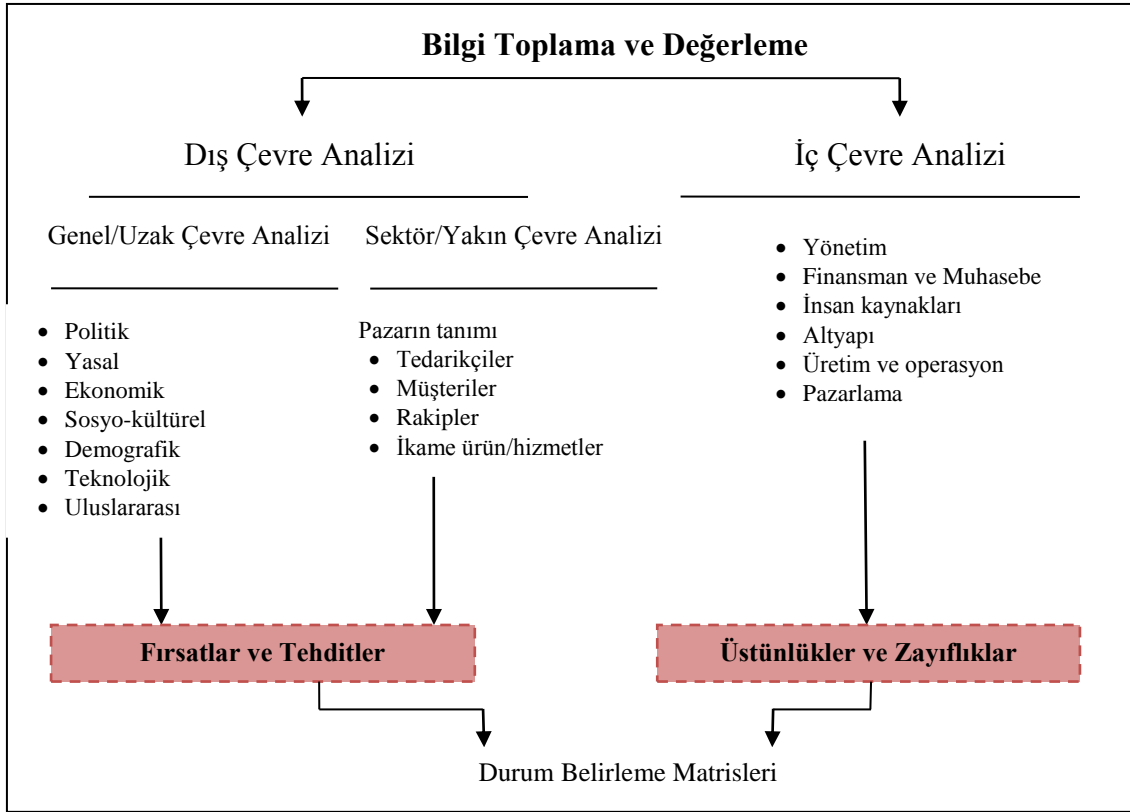 Bilgi Toplama ve Değerleme
Dış Çevre Analizi
Genel/Uzak Çevre Analizi
• Politik
• Yasal
• Ekonomik
• Sosyo-kültürel
• Demografik
• Teknolojik
• Uluslararası
Sektör/Yakın Çevre Analizi
Pazarın tanımı
• Tedarikçiler
• Müşteriler
• Rakipler
• İkame ürün/hizmetler
Fırsatlar ve Tehditler
İç Çevre Analizi
• Yönetim
• Finansman ve Muhasebe
• İnsan kaynakları
• Altyapı
• Üretim ve operasyon
• Pazarlama
Üstünlükler ve Zayıflıklar
Durum Belirleme Matrisleri